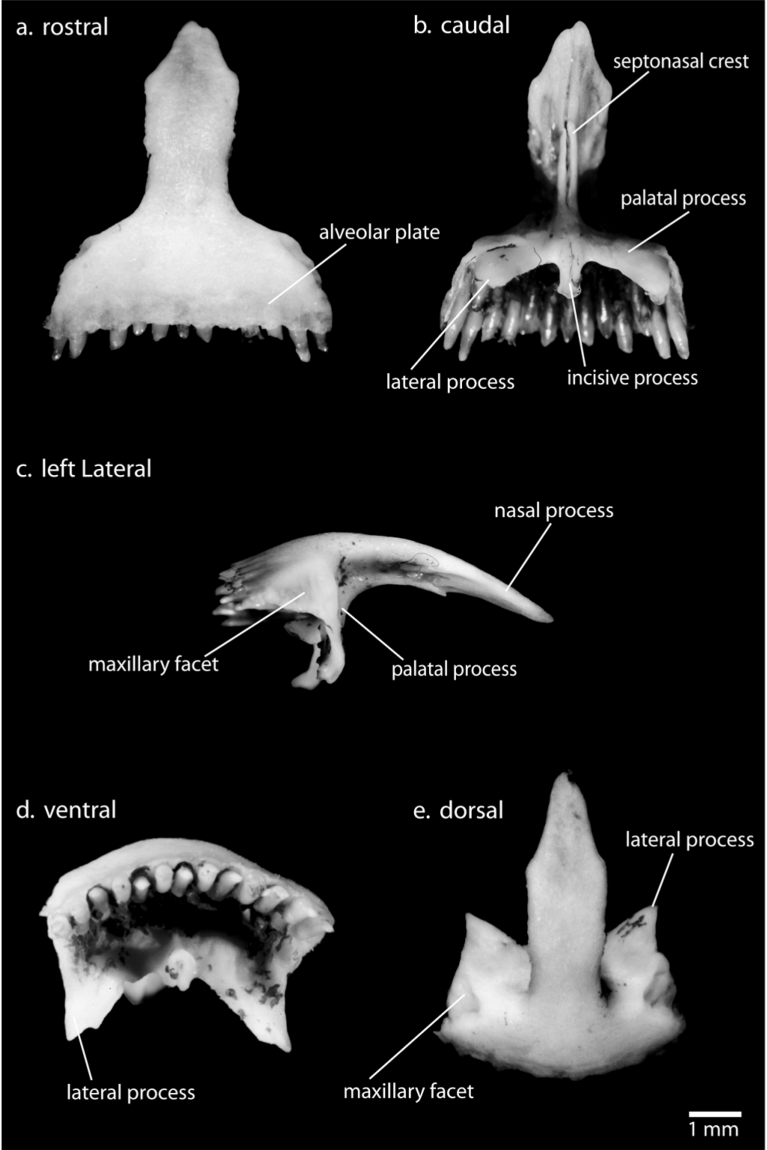 a. rostral
b. caudal
septonasal crest
palatal process
alveolar plate
lateral process
incisive process
c. left Lateral
nasal process
maxillary facet
palatal process
d. ventral
e. dorsal
lateral process
lateral process
maxillary facet
1 mm